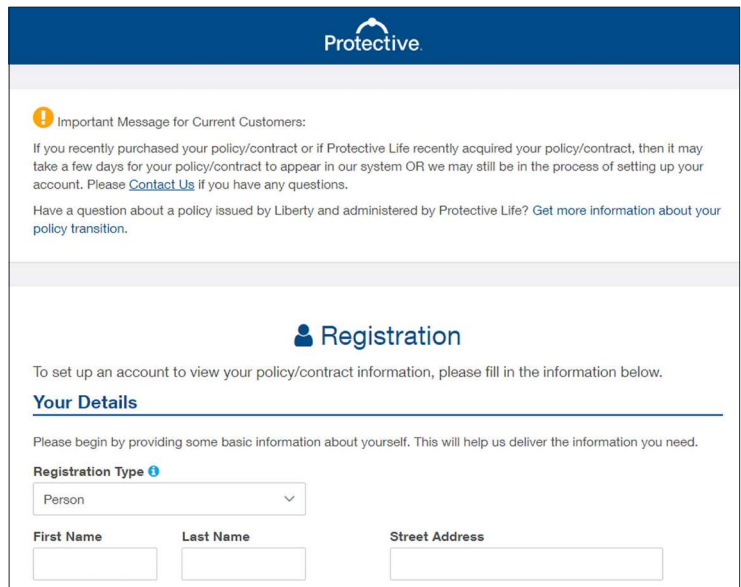 Protective.
Important Message for Current Customers:
If you recently purchased your policy/contract or if Protective Life recently acquired your policy/contract, then it may
take a few days for your policy/contract to appear in our system OR we may still be in the process of setting up your
account. Please Contact Us if you have any questions.
Have a question about a policy issued by Liberty and administered by Protective Life? Get more information about your
policy transition.
Registration
To set up an account to view your policy/contract information, please fill in the information below.
Your Details
Please begin by providing some basic information about yourself. This will help us deliver the information you need.
Registration Type
Person
First Name Last Name Street Address